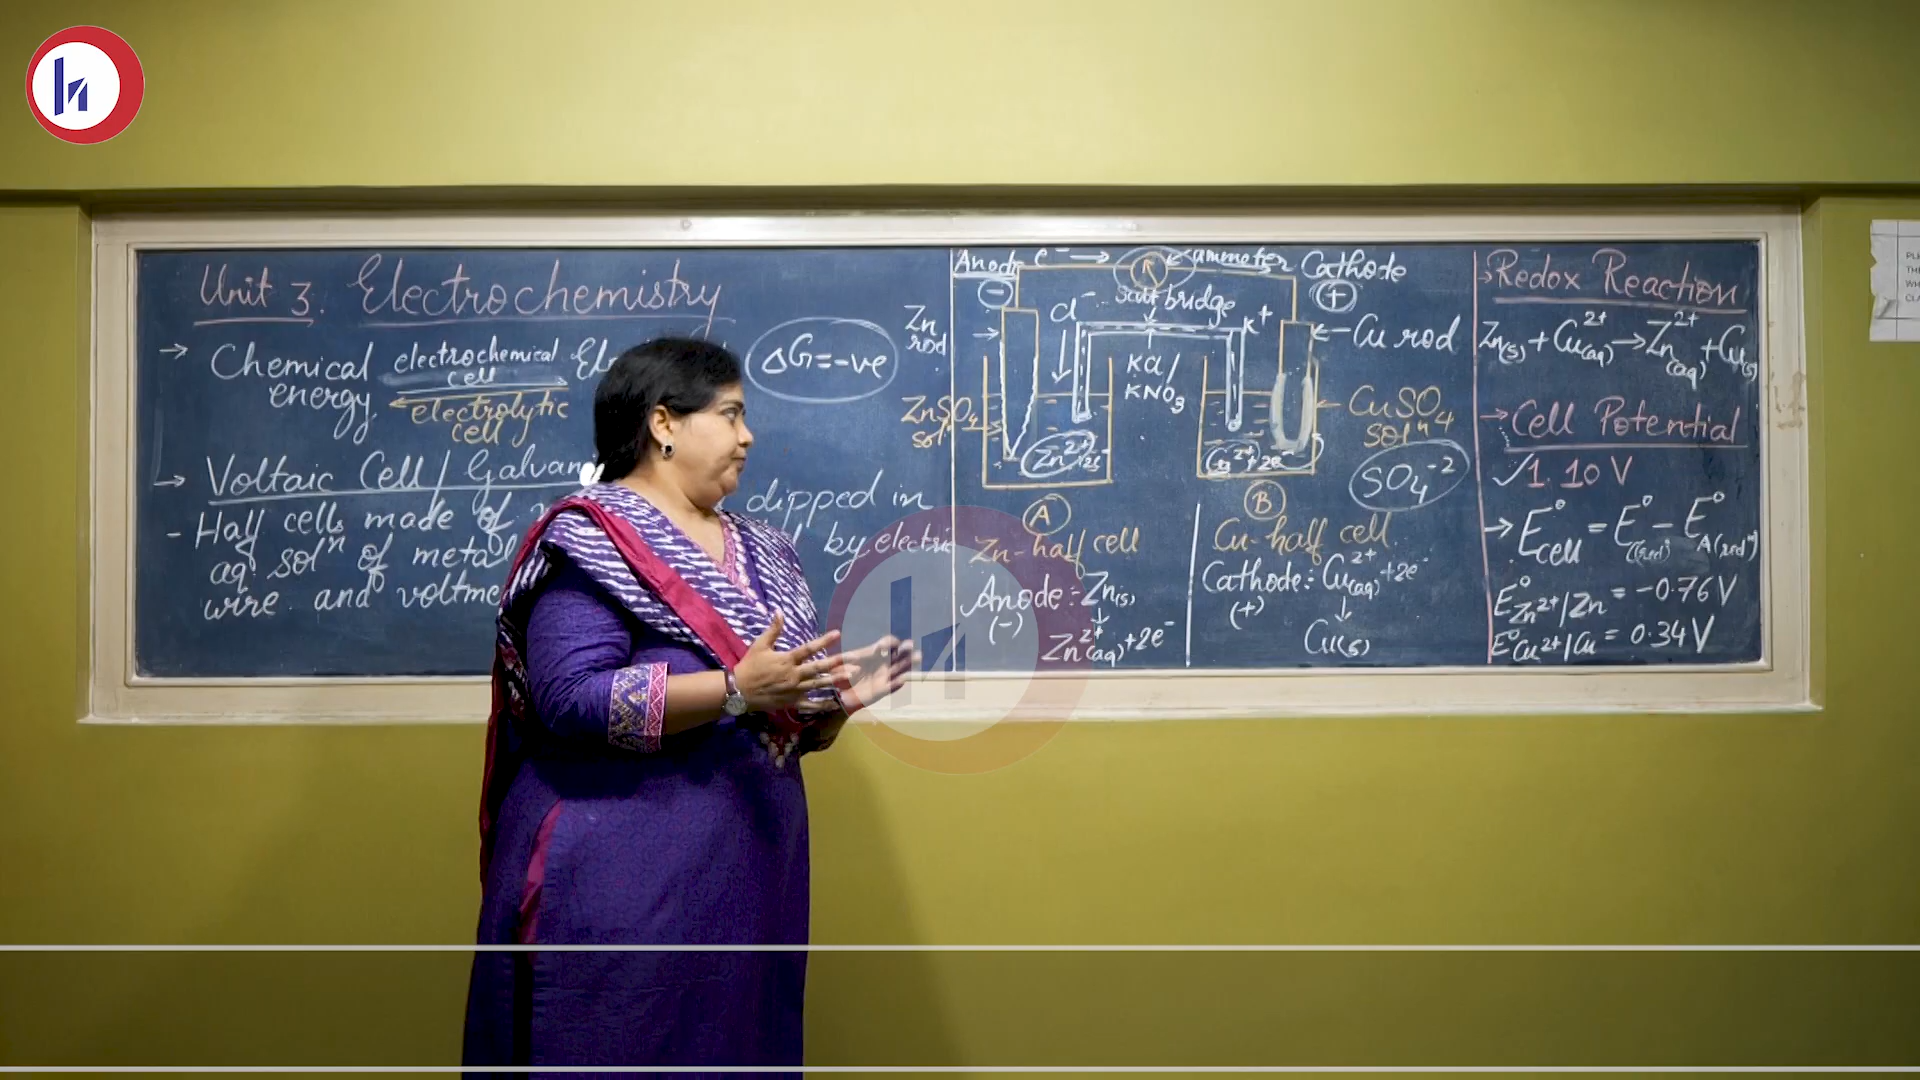 Unit 3. Electrochemistry
→ Chemical electrochemical
cell
energy. electrolytic
cell
ΔG=-ve
→ Voltaic Cell/
- Half cells made of dipped in
aq. solⁿ of metal by electric
wire and
Anode e⁻ → ammeter Cathode
- A +
salt bridge
Cl⁻ K⁺
Zn
rod
Cu rod
KCl/
KNO₃
ZnSO₄
solⁿ
CuSO₄
solⁿ
Zn²⁺ 2e⁻
Cu²⁺+2e⁻
SO₄⁻²
A
B
Zn-half cell
Cu-half cell
Anode:- Zn(s)
(-) ↓
Zn²⁺(aq)+2e⁻
Cathode:- Cu²⁺(aq)+2e⁻
(+) ↓
Cu(s)
→ Redox Reaction
Zn(s)+Cu²⁺(aq)→Zn²⁺(aq)+Cu(s)
→ Cell Potential
✓1.10 V
→ E°cell = E°C(red) - E°A(red)
E°Zn²⁺/Zn = -0.76 V
E°Cu²⁺/Cu = 0.34 V